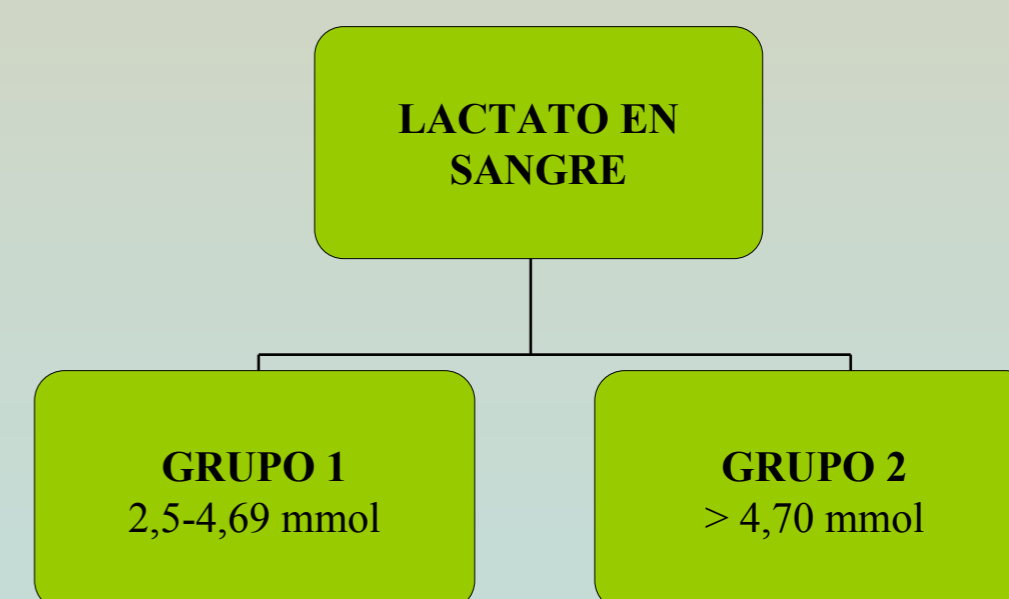 LACTATO EN
SANGRE
GRUPO 1
2,5-4,69 mmol
GRUPO 2
> 4,70 mmol